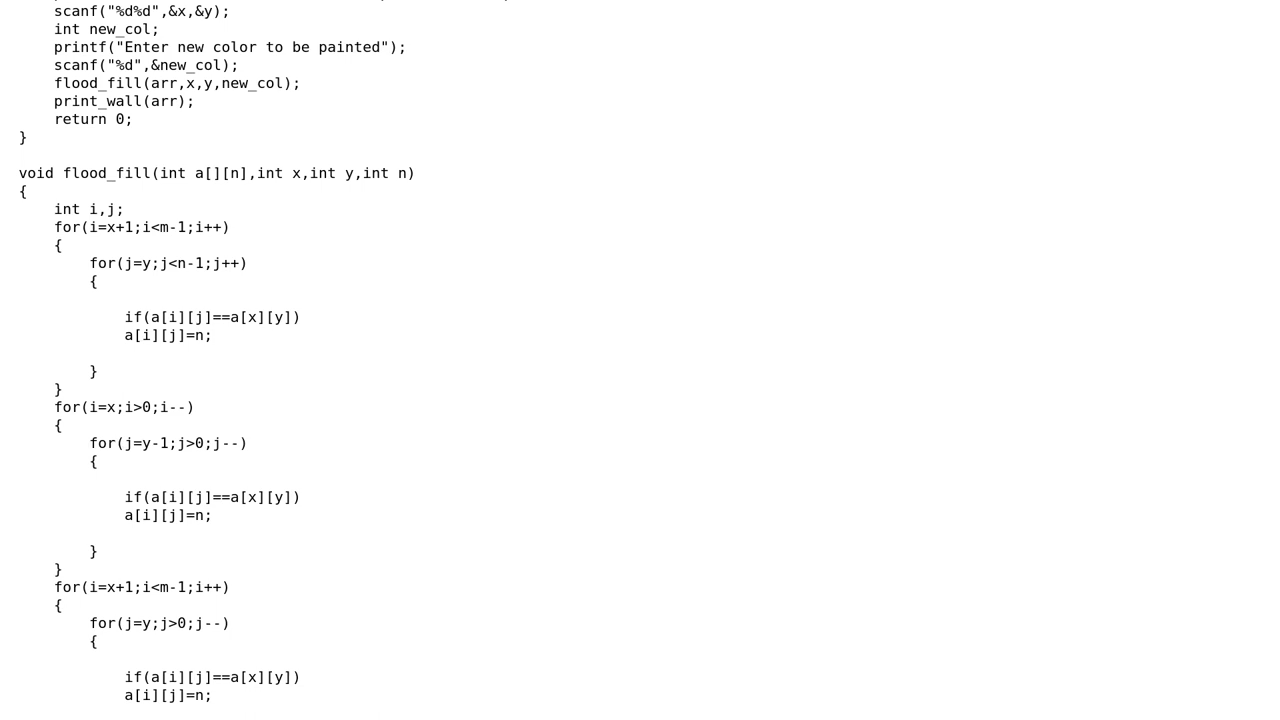 scanf("%d%d",&x,&y);
int new_col;
printf("Enter new color to be painted");
scanf("%d",&new_col);
flood_fill(arr,x,y,new_col);
print_wall(arr);
return 0;
}
void flood_fill(int a[][n],int x,int y,int n)
{
int i,j;
for(i=x+1;i<m-1;i++)
{
for(j=y;j<n-1;j++)
{
if(a[i][j]==a[x][y])
a[i][j]=n;
}
}
for(i=x;i>0;i--)
{
for(j=y-1;j>0;j--)
{
if(a[i][j]==a[x][y])
a[i][j]=n;
}
}
for(i=x+1;i<m-1;i++)
{
for(j=y;j>0;j--)
{
if(a[i][j]==a[x][y])
a[i][j]=n;